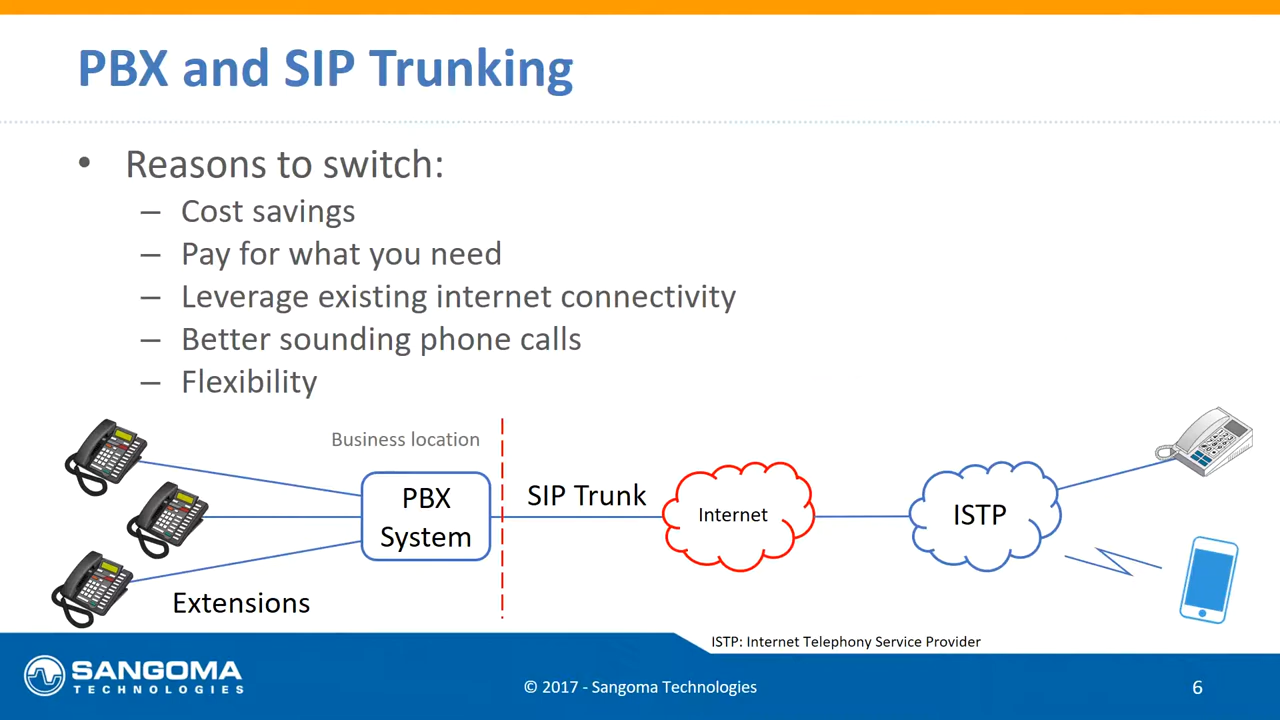 PBX and SIP Trunking
• Reasons to switch:
– Cost savings
– Pay for what you need
– Leverage existing internet connectivity
– Better sounding phone calls
– Flexibility
Business location
PBX
System
SIP Trunk
Internet
ISTP
Extensions
ISTP: Internet Telephony Service Provider
SANGOMA
TECHNOLOGIES
© 2017 - Sangoma Technologies
6